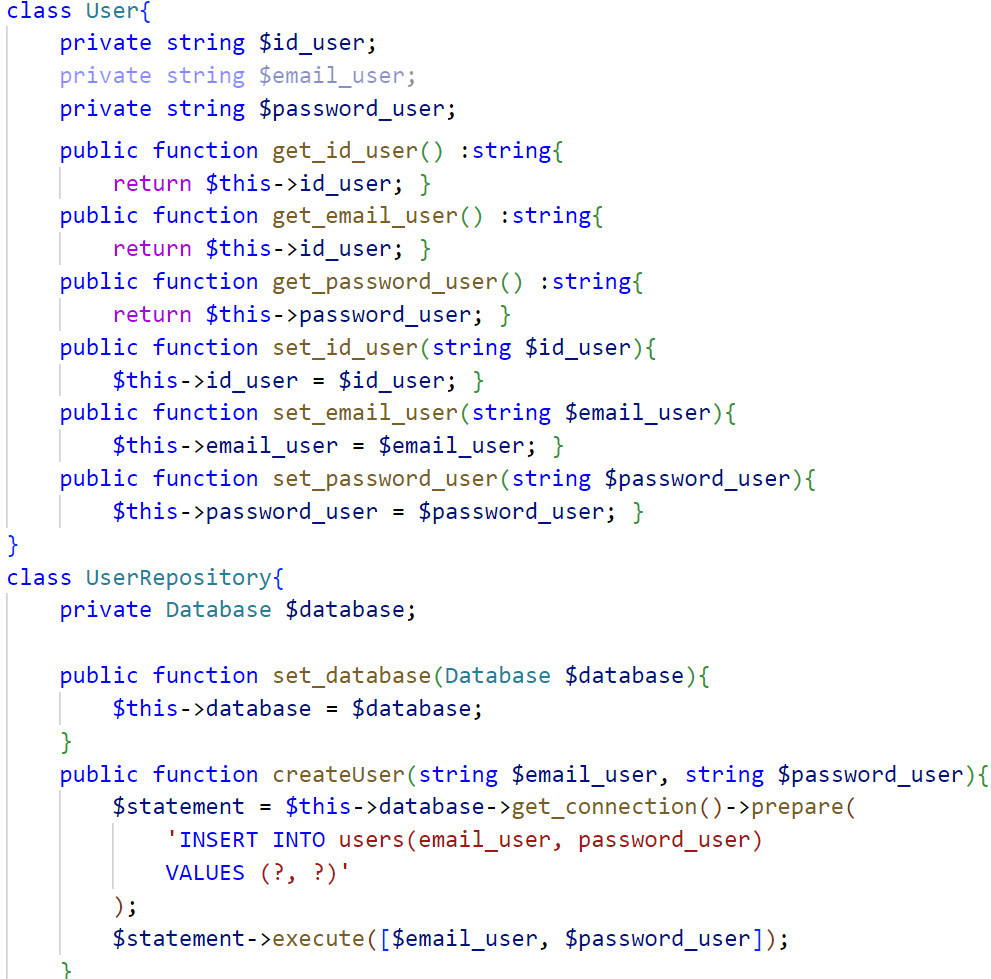 class User{
    private string $id_user;
    private string $email_user;
    private string $password_user;
    public function get_id_user() :string{
        return $this->id_user; }
    public function get_email_user() :string{
        return $this->id_user; }
    public function get_password_user() :string{
        return $this->password_user; }
    public function set_id_user(string $id_user){
        $this->id_user = $id_user; }
    public function set_email_user(string $email_user){
        $this->email_user = $email_user; }
    public function set_password_user(string $password_user){
        $this->password_user = $password_user; }
}
class UserRepository{
    private Database $database;
    public function set_database(Database $database){
        $this->database = $database;
    }
    public function createUser(string $email_user, string $password_user){
        $statement = $this->database->get_connection()->prepare(
            'INSERT INTO users(email_user, password_user)
            VALUES (?, ?)'
        );
        $statement->execute([$email_user, $password_user]);
    }